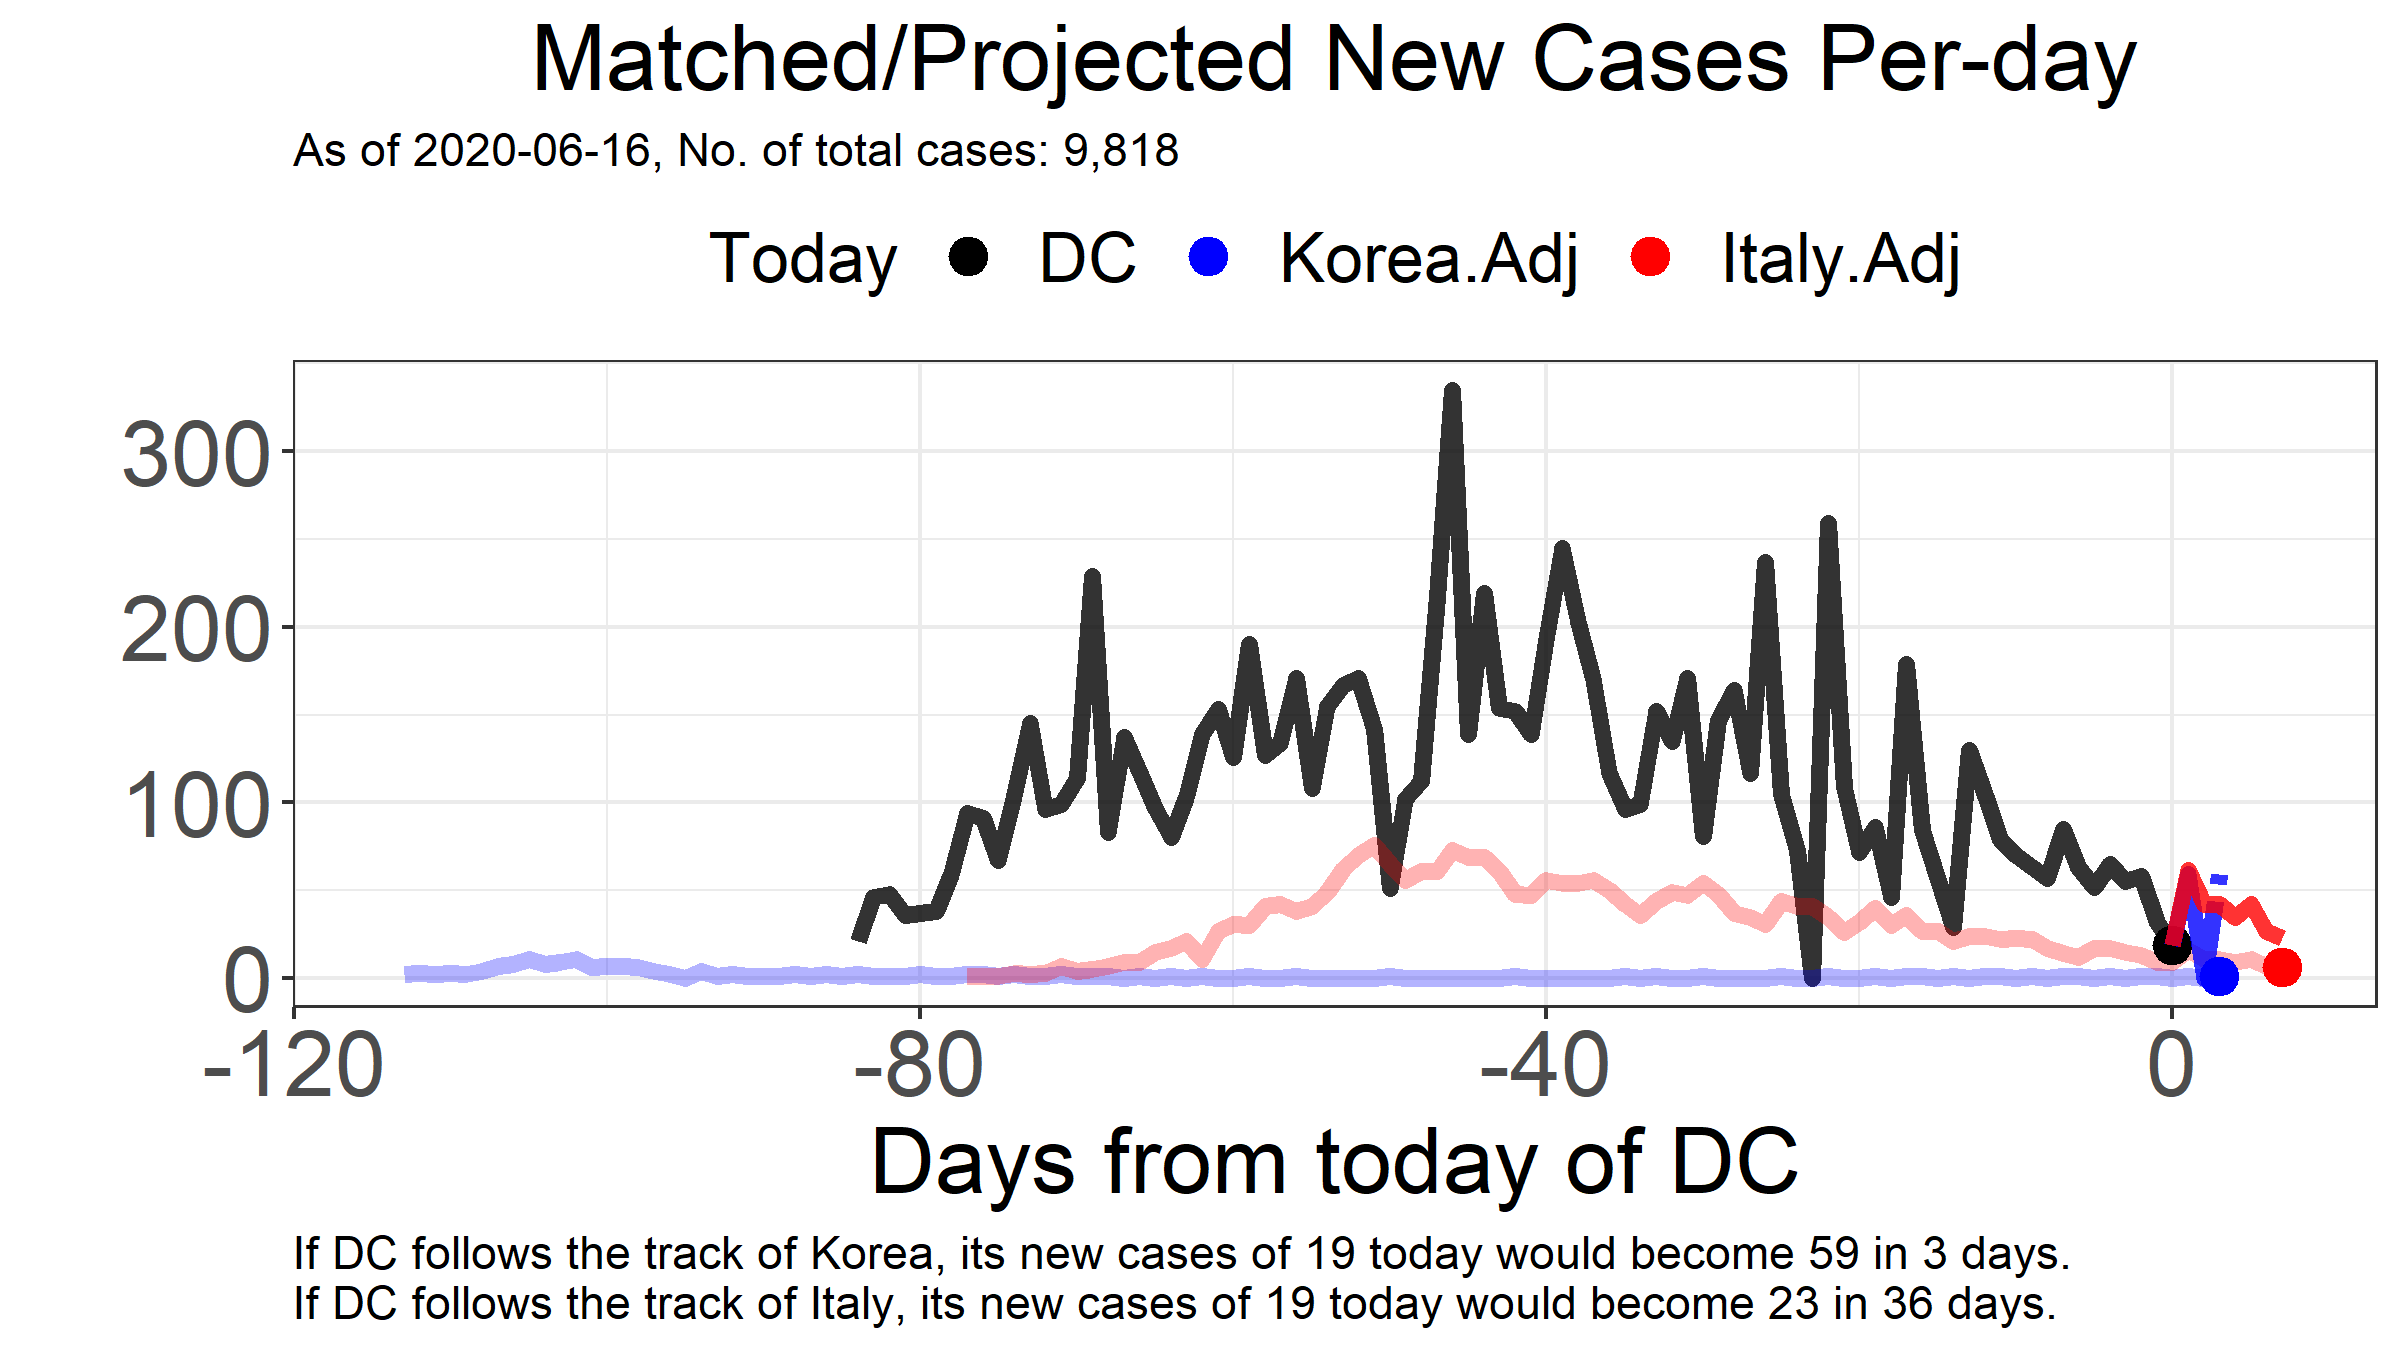 Matched/Projected New Cases Per-day
As of 2020-06-16, No. of total cases: 9,818
Today DC Korea.Adj Italy.Adj
300
200
100
0
-120 -80 -40 0
Days from today of DC
If DC follows the track of Korea, its new cases of 19 today would become 59 in 3 days.
If DC follows the track of Italy, its new cases of 19 today would become 23 in 36 days.